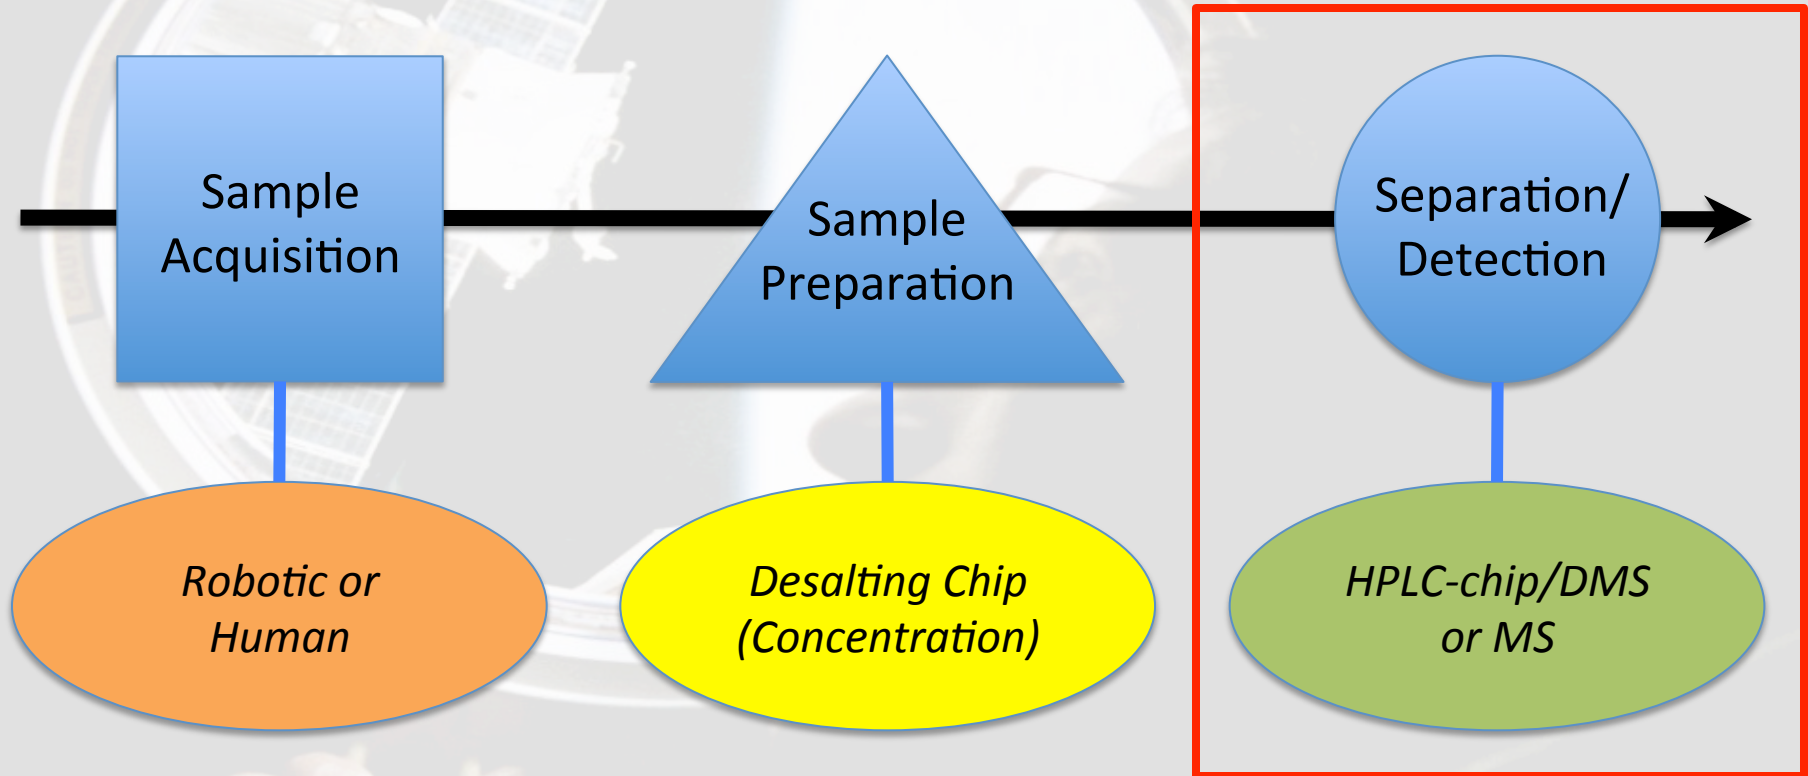 Sample
Acquisition
Sample
Preparation
Separation/
Detection
Robotic or
Human
Desalting Chip
(Concentration)
HPLC-chip/DMS
or MS